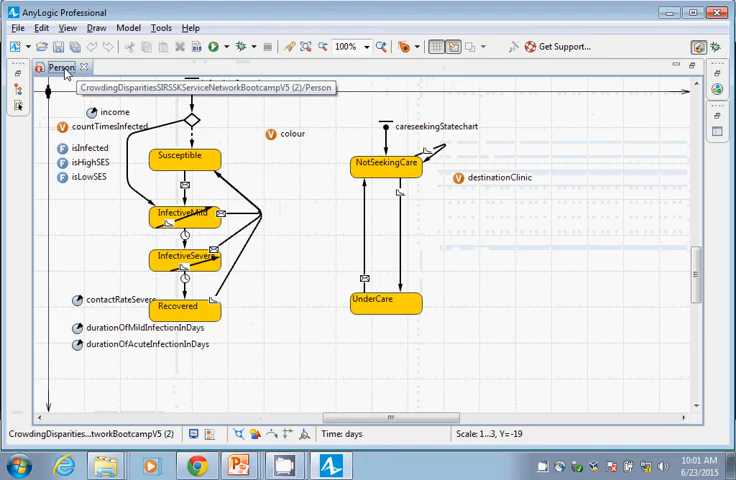 AnyLogic Professional
File Edit View Draw Model Tools Help
100%
Get Support...
Person
CrowdingDisparitiesSIRSSKServiceNetworkBootcampV5 (2)/Person
income
countTimesInfected
V
colour
V
careseekingStatechart
F
isInfected
F
isHighSES
F
isLowSES
Susceptible
NotSeekingCare
V
destinationClinic
InfectiveMild
InfectiveSevere
contactRateSevere
Recovered
UnderCare
durationOfMildInfectionInDays
durationOfAcuteInfectionInDays
CrowdingDisparities...tworkBootcampV5 (2)
Time: days
Scale: 1...3, Y=-19
10:01 AM
6/23/2015